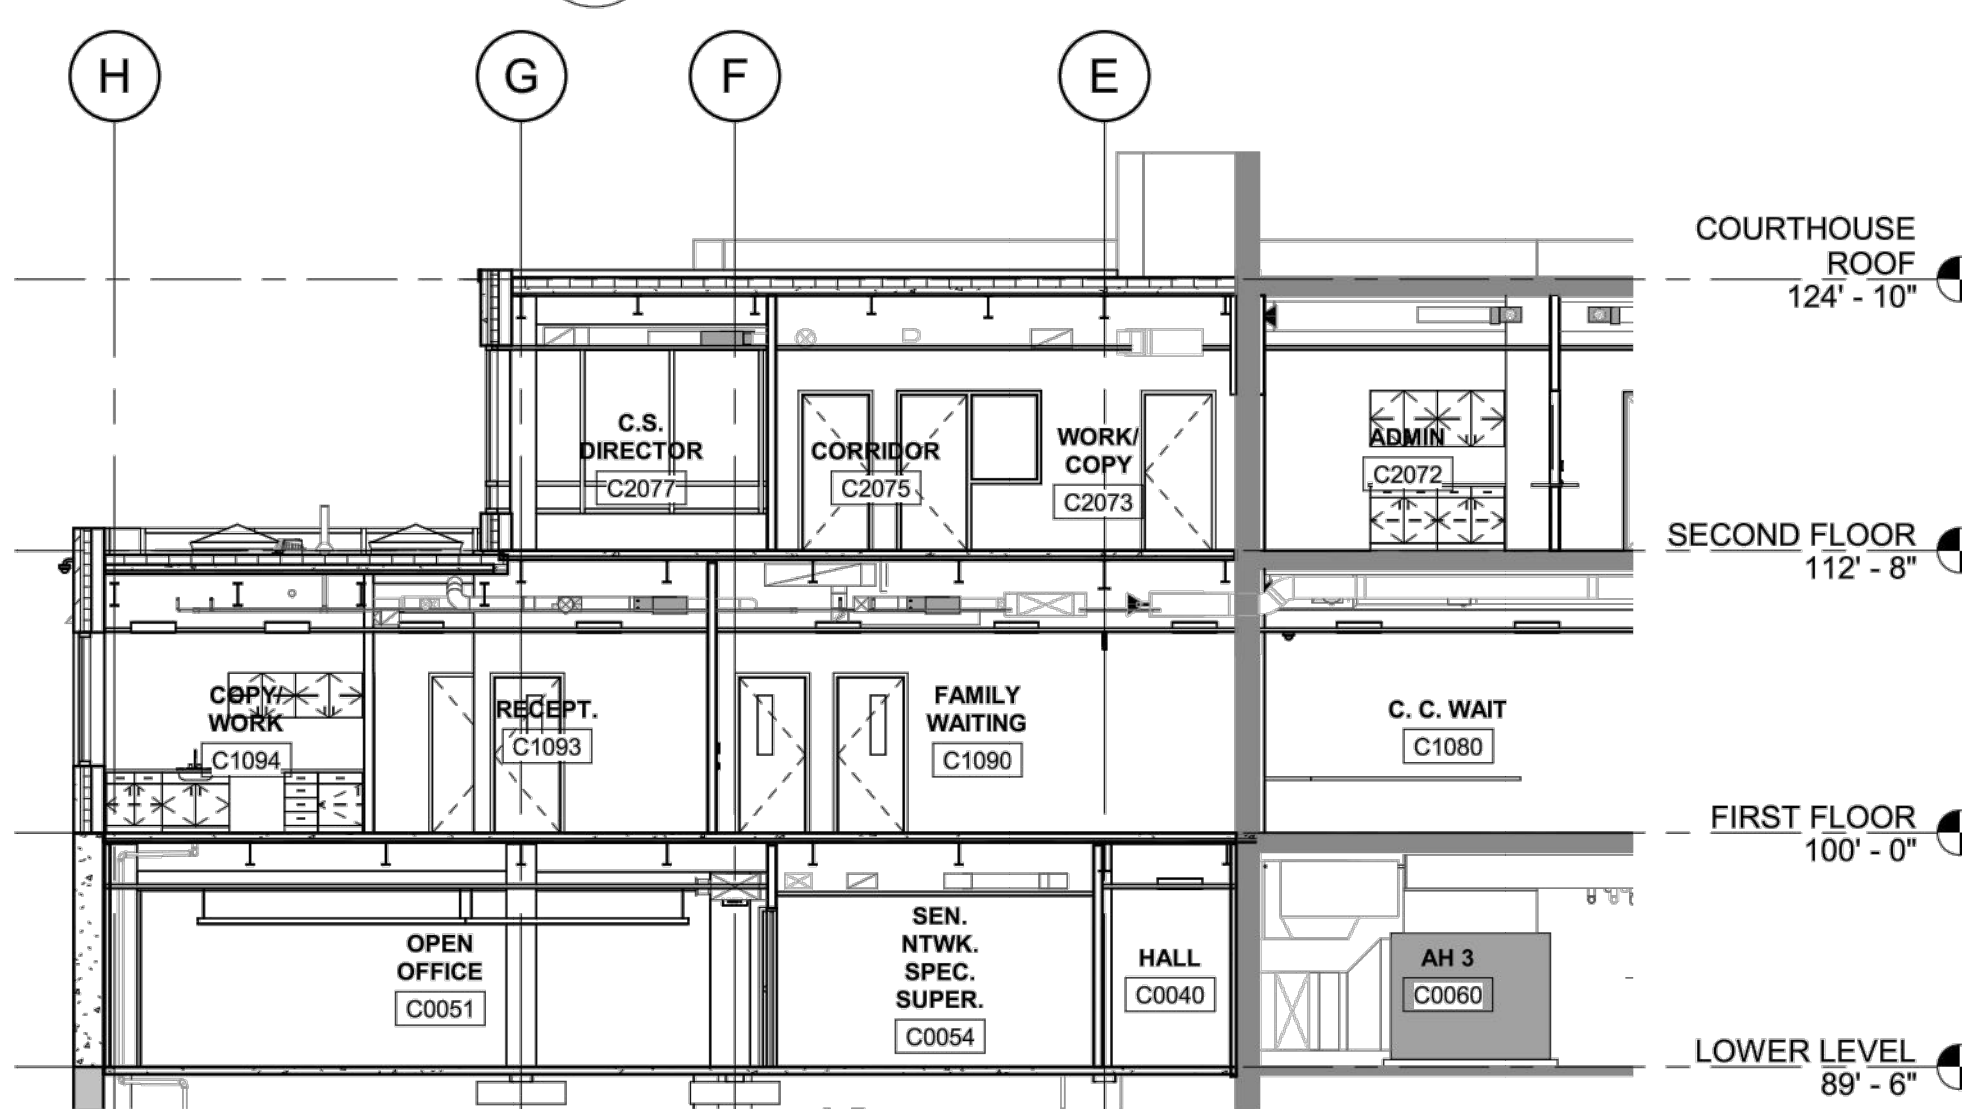 H
G
F
E
COURTHOUSE
ROOF
124' - 10"
C.S.
DIRECTOR
C2077
CORRIDOR
C2075
WORK/
COPY
C2073
ADMIN
C2072
SECOND FLOOR
112' - 8"
COPY/
WORK
C1094
RECEPT.
C1093
FAMILY
WAITING
C1090
C. C. WAIT
C1080
FIRST FLOOR
100' - 0"
OPEN
OFFICE
C0051
SEN.
NTWK.
SPEC.
SUPER.
C0054
HALL
C0040
AH 3
C0060
LOWER LEVEL
89' - 6"